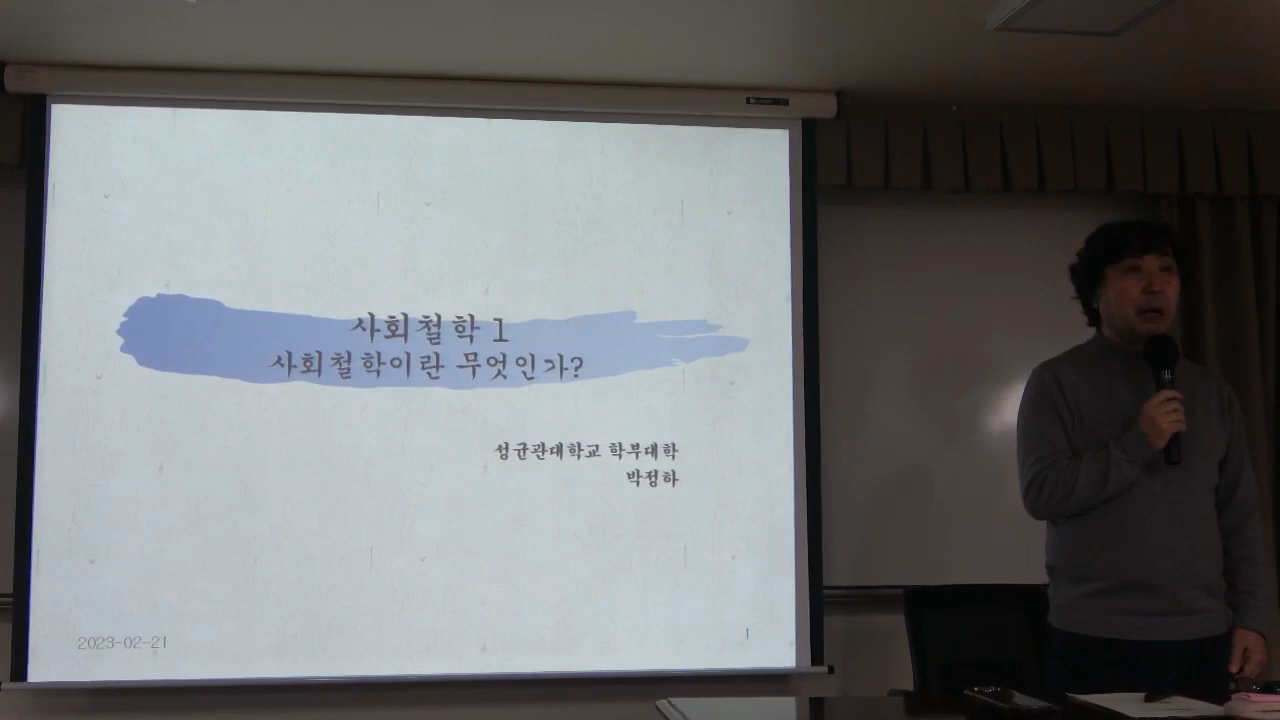 사회철학 1
사회철학이란 무엇인가?
성균관대학교 학부대학
박정하
2023-02-21
1